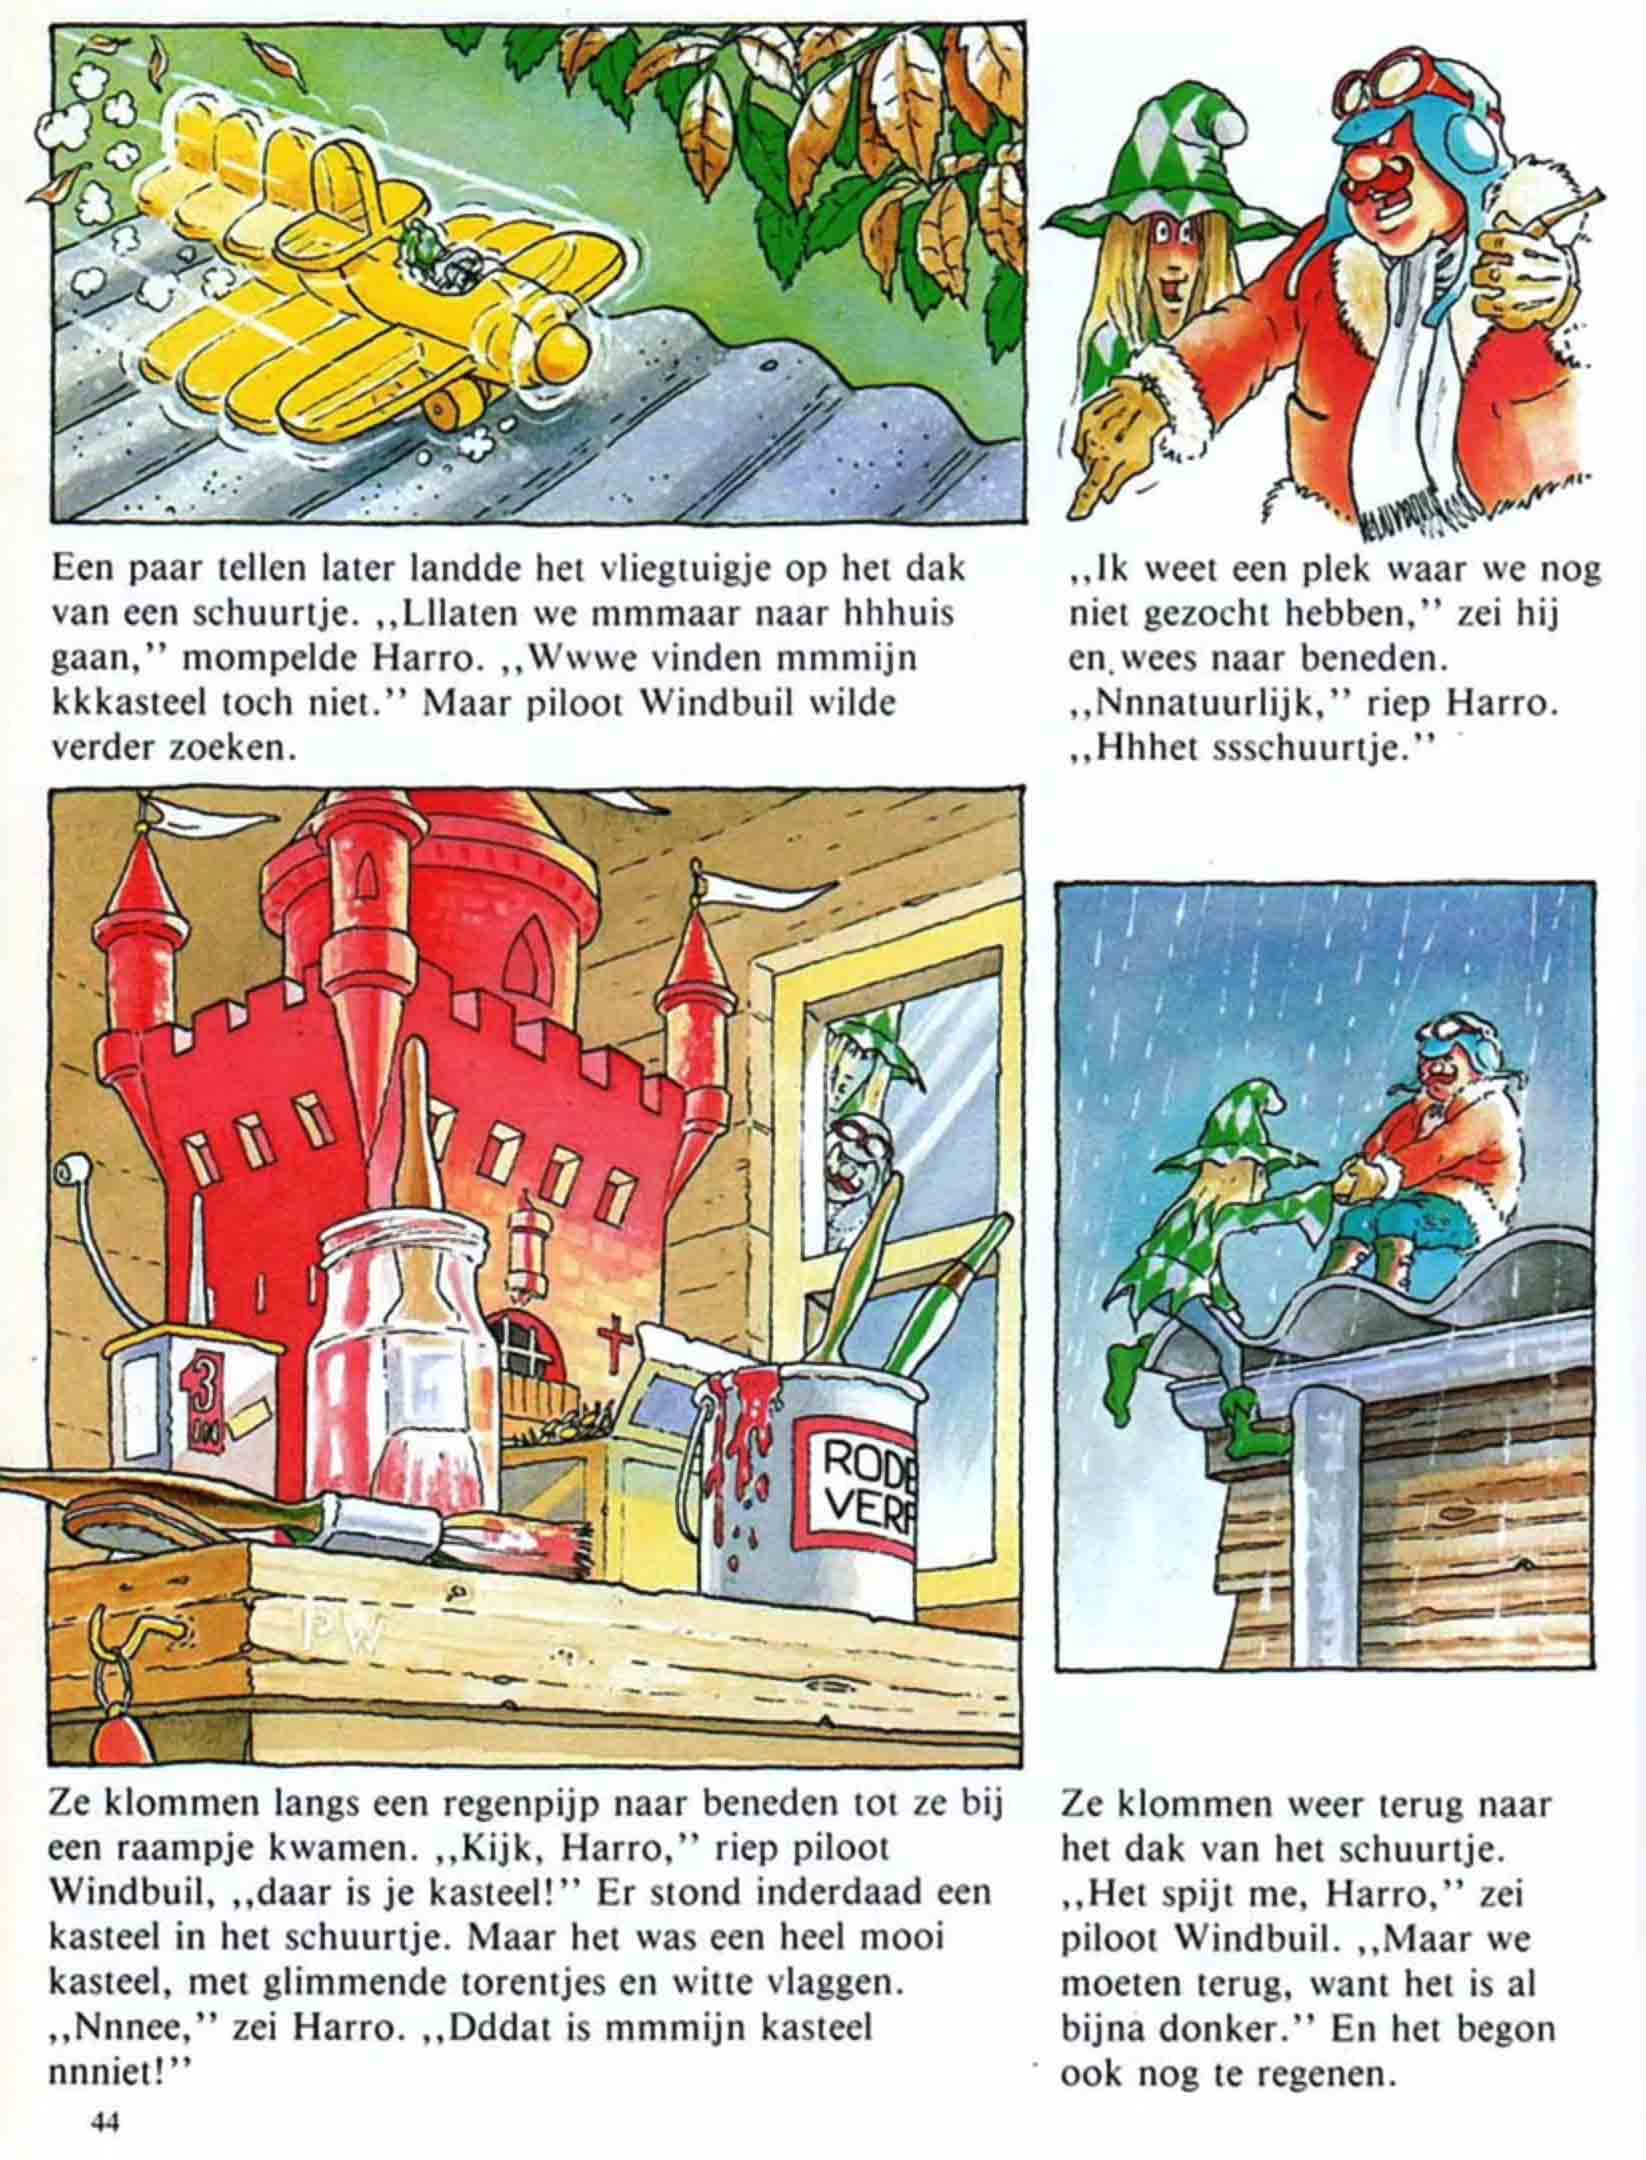 Een paar tellen later landde het vliegtuigje op het dak
van een schuurtje. ,,Lllaten we mmmaar naar hhhuis
gaan,’’ mompelde Harro. ,,Wwwe vinden mmmijn
kkkasteel toch niet.’’ Maar piloot Windbuil wilde
verder zoeken.
,,Ik weet een plek waar we nog
niet gezocht hebben,’’ zei hij
en wees naar beneden.
,,Nnnatuurlijk,’’ riep Harro.
,,Hhhet ssschuurtje.’’
3
RODE
VERF
PW
Ze klommen langs een regenpijp naar beneden tot ze bij
een raampje kwamen. ,,Kijk, Harro,’’ riep piloot
Windbuil, ,,daar is je kasteel!’’ Er stond inderdaad een
kasteel in het schuurtje. Maar het was een heel mooi
kasteel, met glimmende torentjes en witte vlaggen.
,,Nnnee,’’ zei Harro. ,,Dddat is mmmijn kasteel
nnniet!’’
Ze klommen weer terug naar
het dak van het schuurtje.
,,Het spijt me, Harro,’’ zei
piloot Windbuil. ,,Maar we
moeten terug, want het is al
bijna donker.’’ En het begon
ook nog te regenen.
44